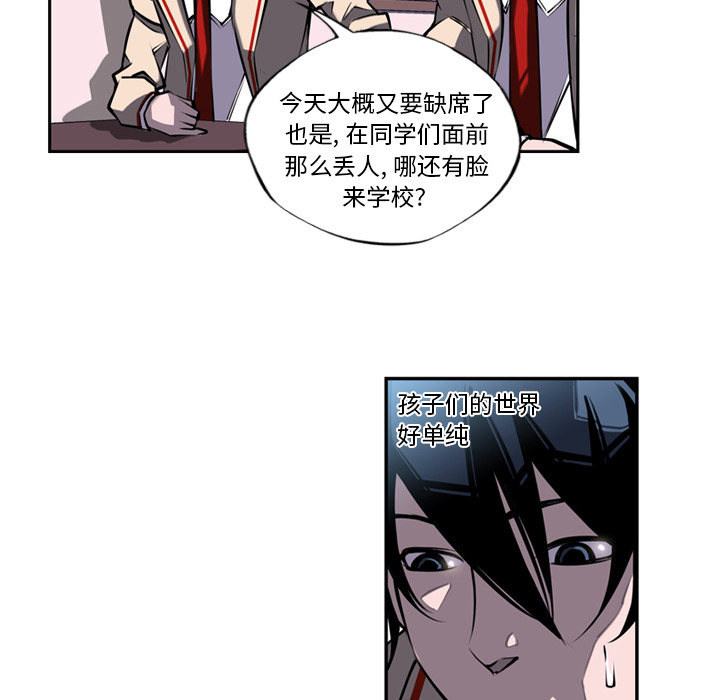 今天大概又要缺席了
也是, 在同学们面前
那么丢人, 哪还有脸
来学校?
孩子们的世界
好单纯